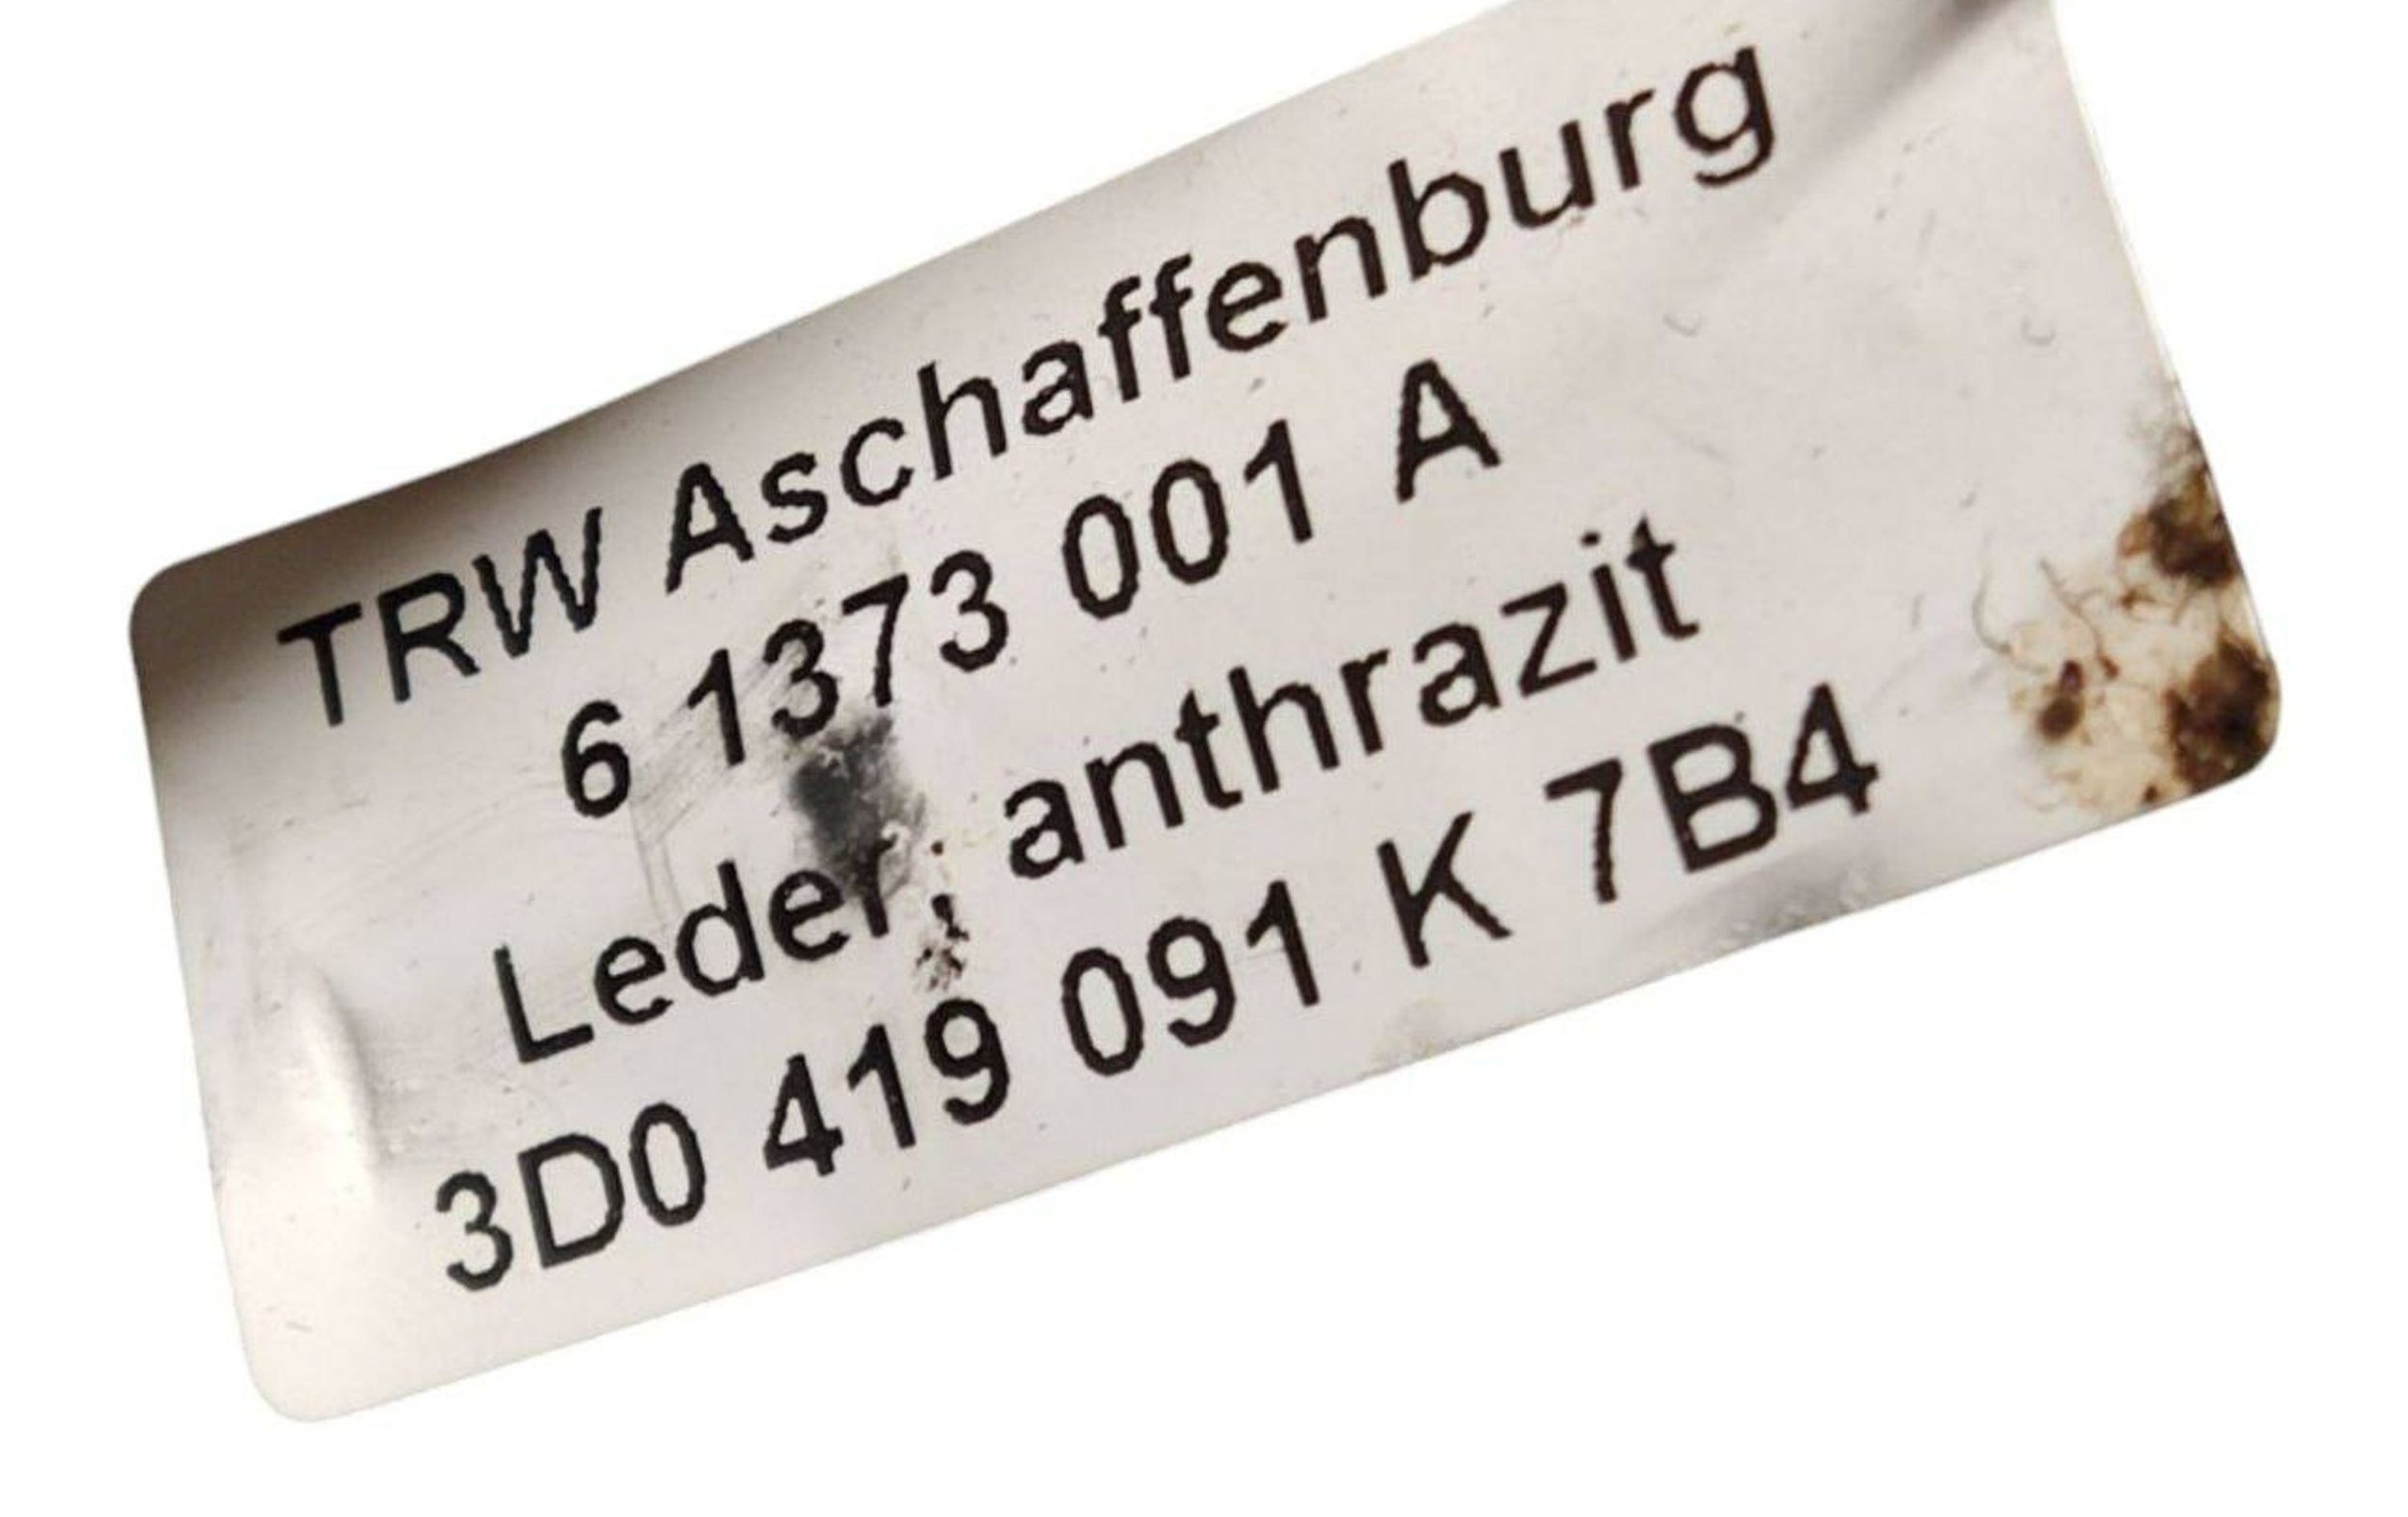 TRW Aschaffenburg
6 1373 001 A
Leder, anthrazit
3D0 419 091 K 7B4